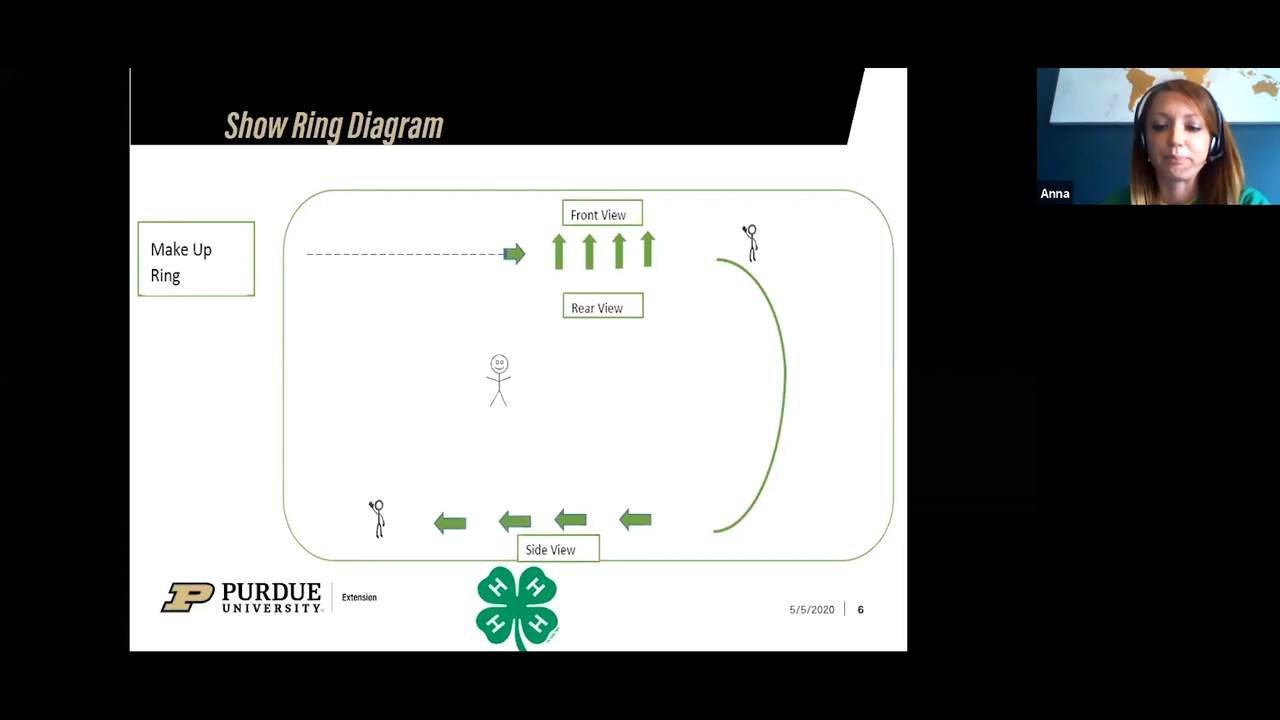 Show Ring Diagram
Anna
Front View
Make Up
Ring
Rear View
Side View
PURDUE
UNIVERSITY
Extension
H H
H H
5/5/2020 6